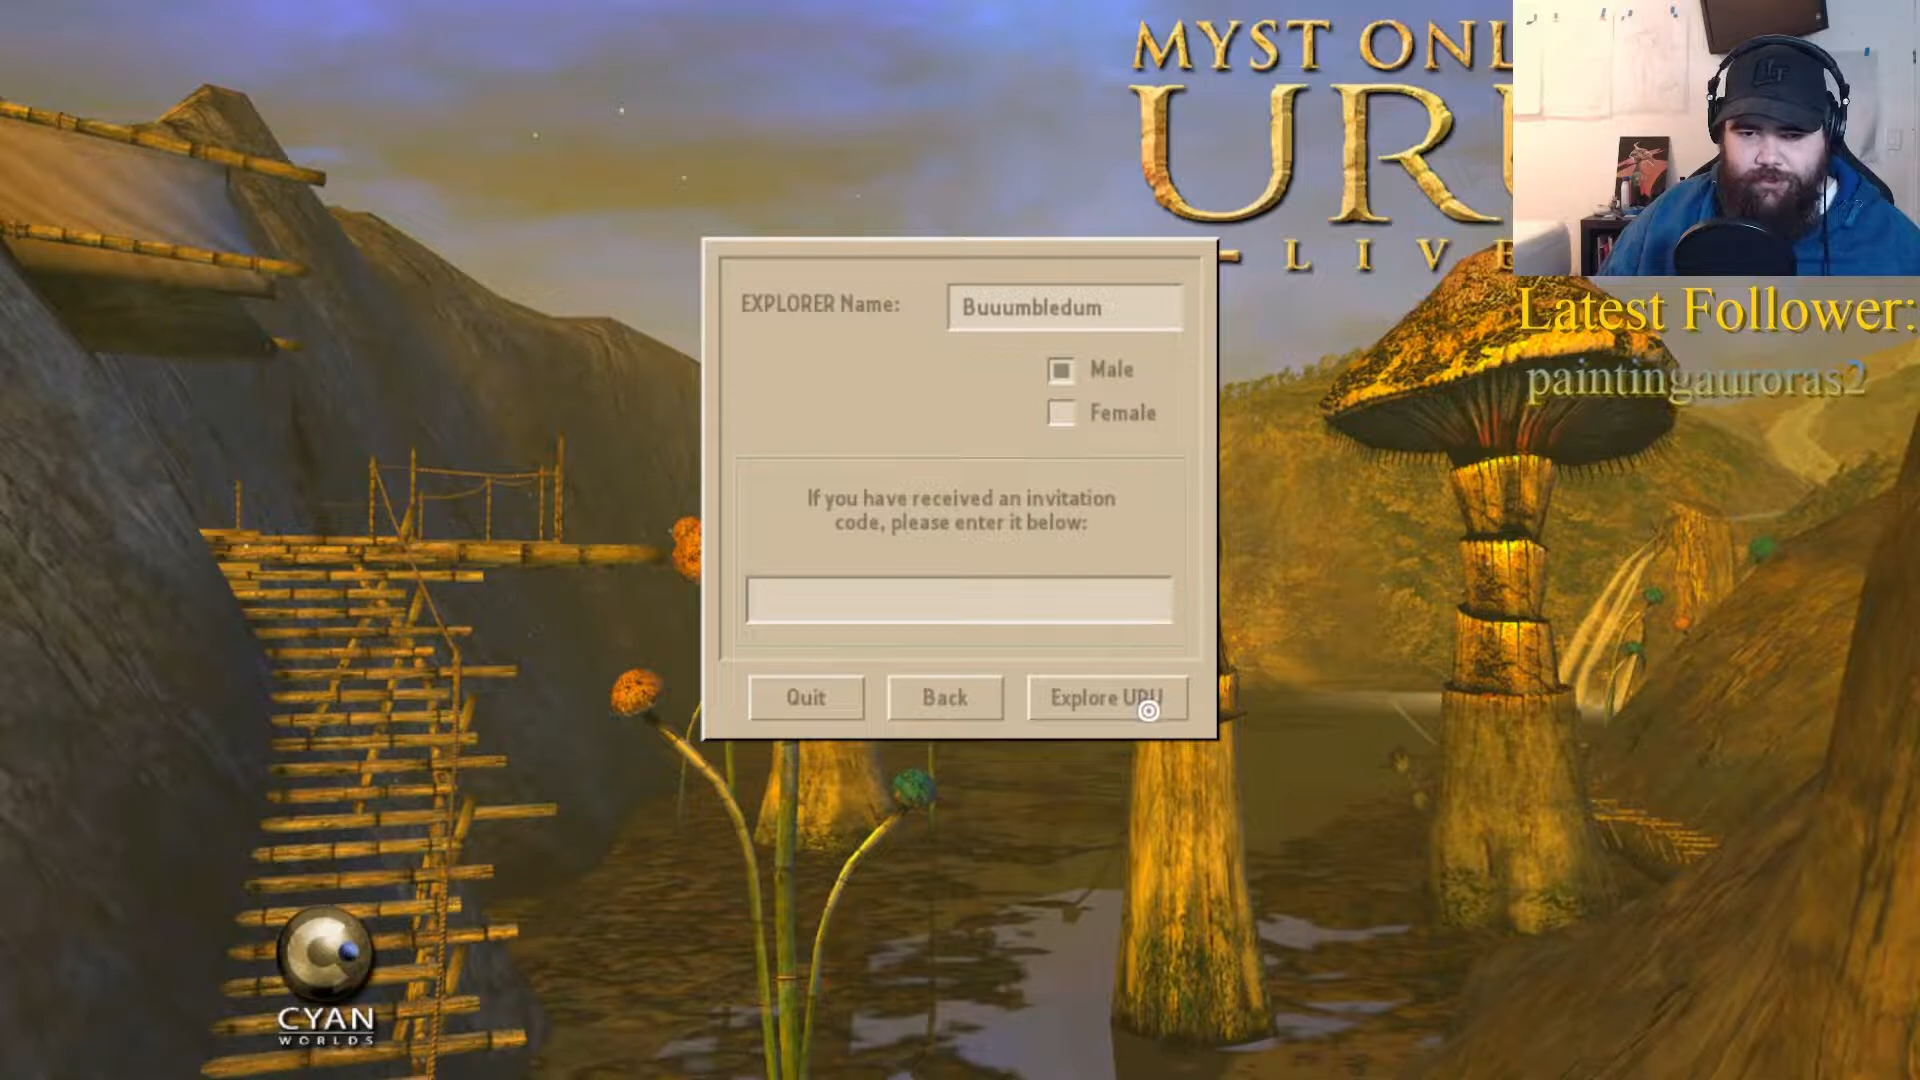 MYST ONL
URU
- LIVE
EXPLORER Name:
Buuumbledum
Male
Female
If you have received an invitation
code, please enter it below:
Quit
Back
Explore URU
Latest Follower:
paintingauroras2
CYAN
WORLDS